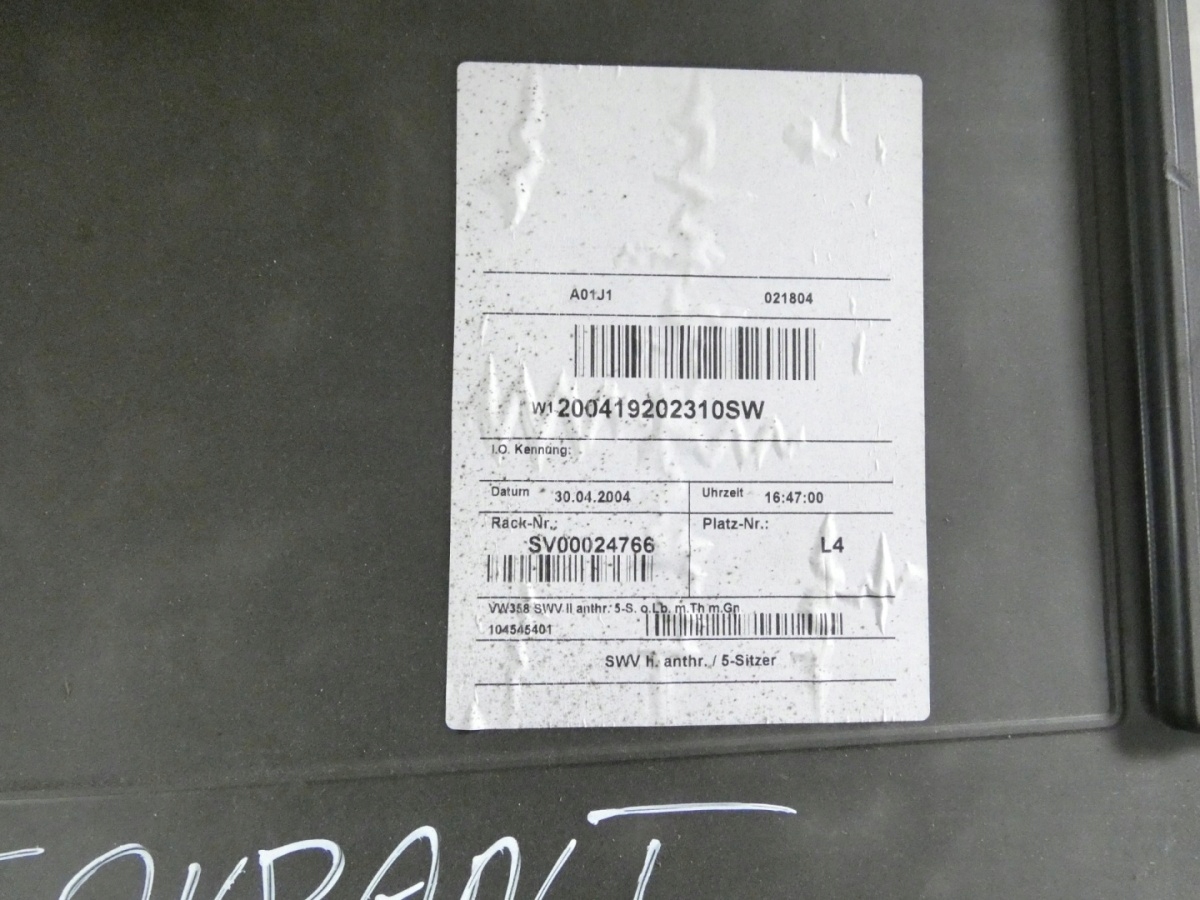 A01J1 021804
W1 200419202310SW
I.O. Kennung:
Datum 30.04.2004 Uhrzeit 16:47:00
Rack-Nr.: Platz-Nr.:
SV00024766 L4
VW358 SWV II anthr. 5-S. o.Lb. m.Th m.Gn
104545401
SWV h. anthr. / 5-Sitzer